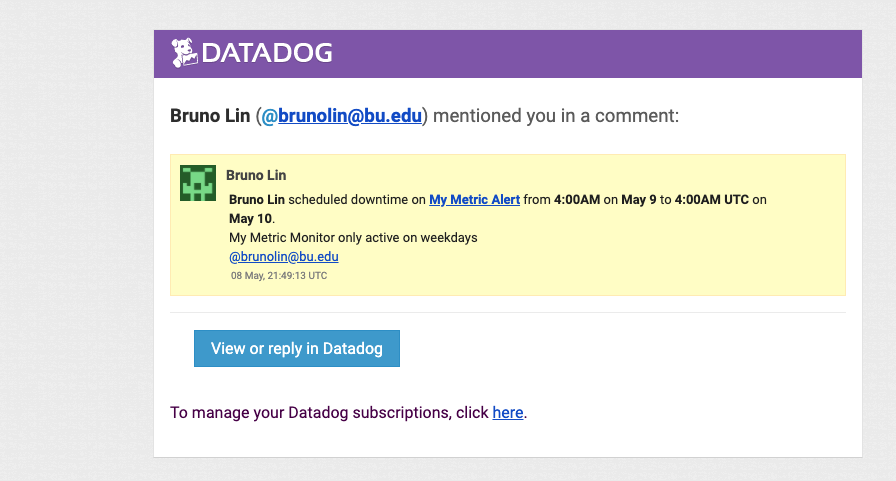 DATADOG
Bruno Lin (@brunolin@bu.edu) mentioned you in a comment:
Bruno Lin
Bruno Lin scheduled downtime on My Metric Alert from 4:00AM on May 9 to 4:00AM UTC on
May 10.
My Metric Monitor only active on weekdays
@brunolin@bu.edu
08 May, 21:49:13 UTC
View or reply in Datadog
To manage your Datadog subscriptions, click here.